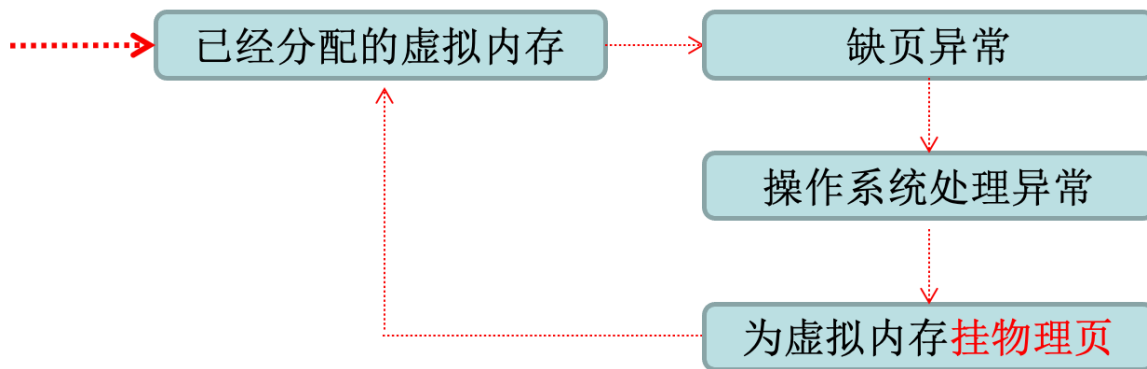 已经分配的虚拟内存
缺页异常
操作系统处理异常
为虚拟内存挂物理页